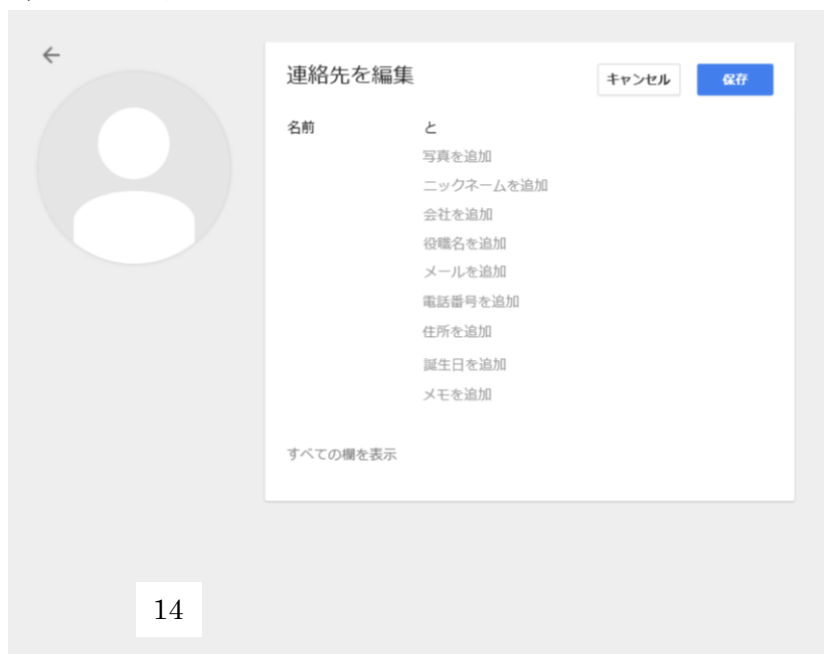 連絡先を編集
キャンセル
保存
名前
と
写真を追加
ニックネームを追加
会社を追加
役職名を追加
メールを追加
電話番号を追加
住所を追加
誕生日を追加
メモを追加
すべての欄を表示
14